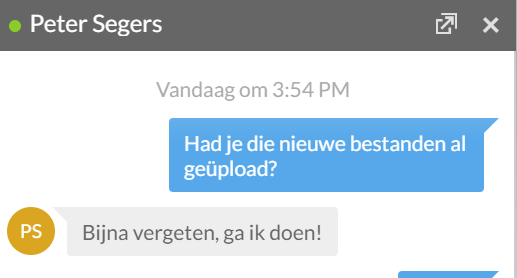 Peter Segers
Vandaag om 3:54 PM
Had je die nieuwe bestanden al
geüpload?
PS
Bijna vergeten, ga ik doen!